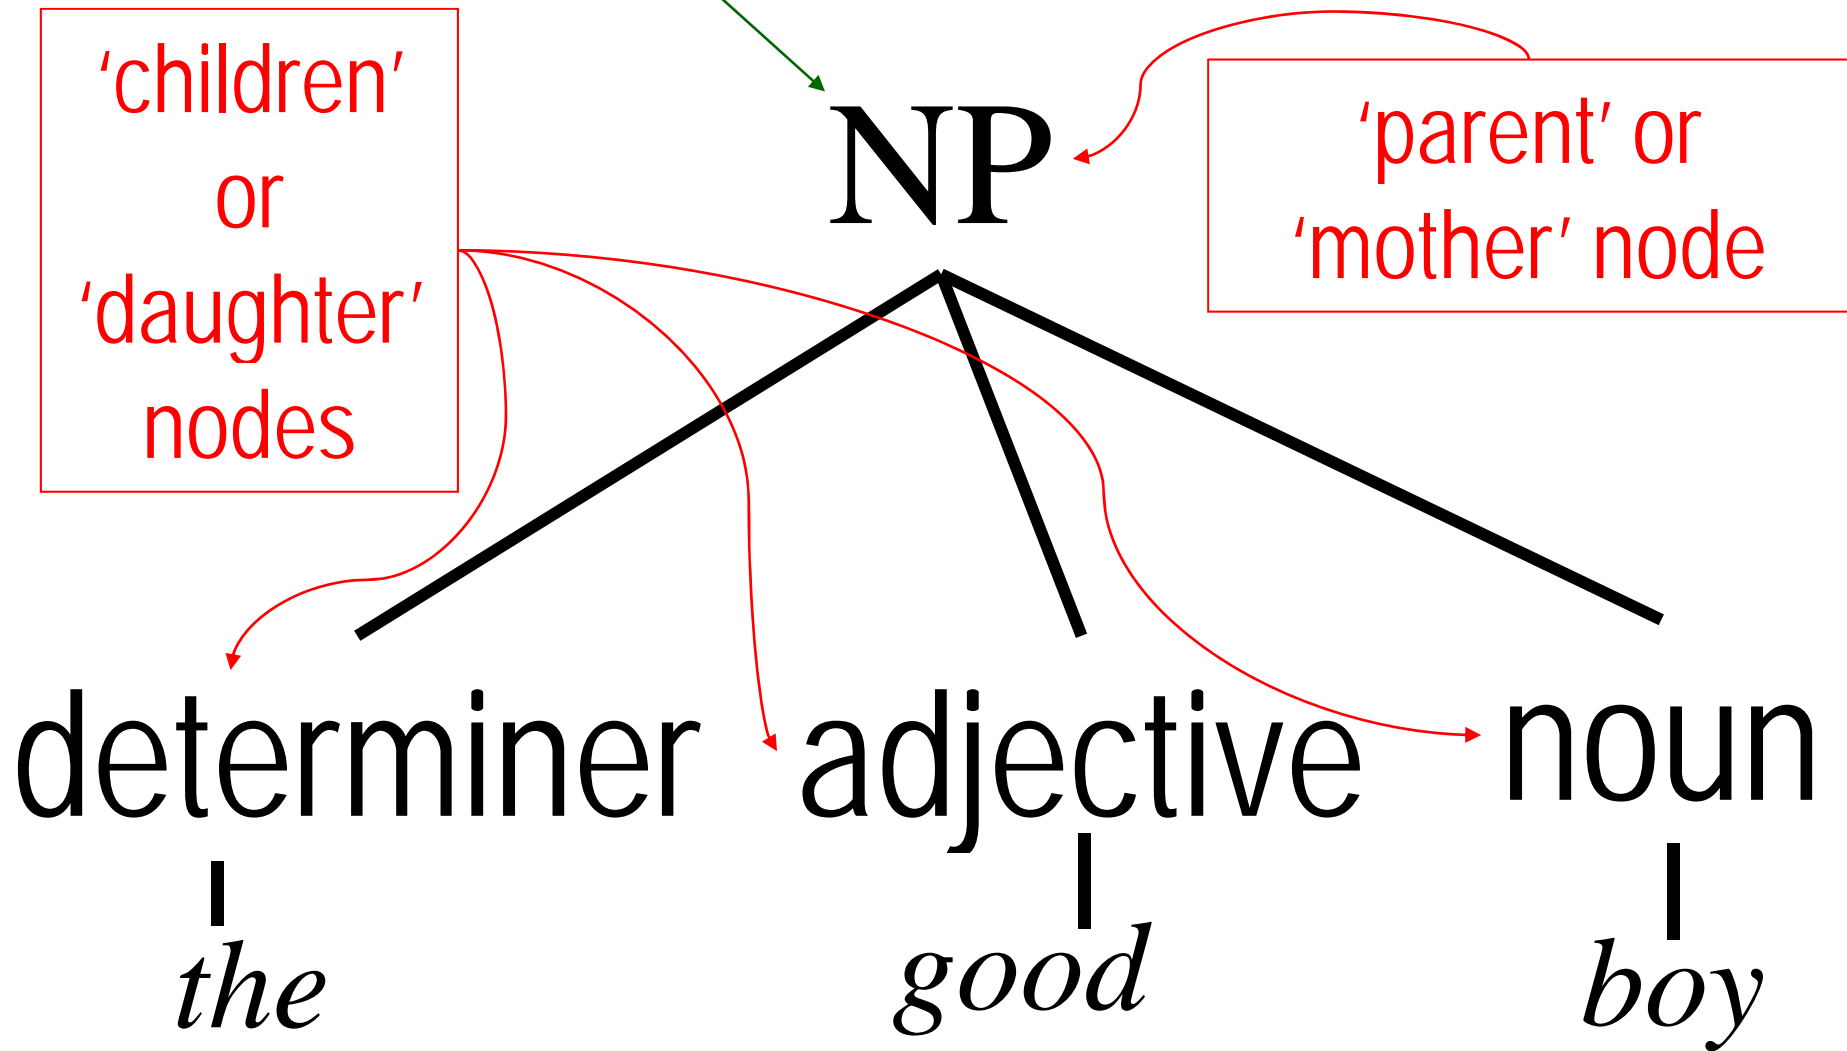 ‘children’
or
‘daughter’
nodes
NP
‘parent’ or
‘mother’ node
determiner adjective noun
the good boy